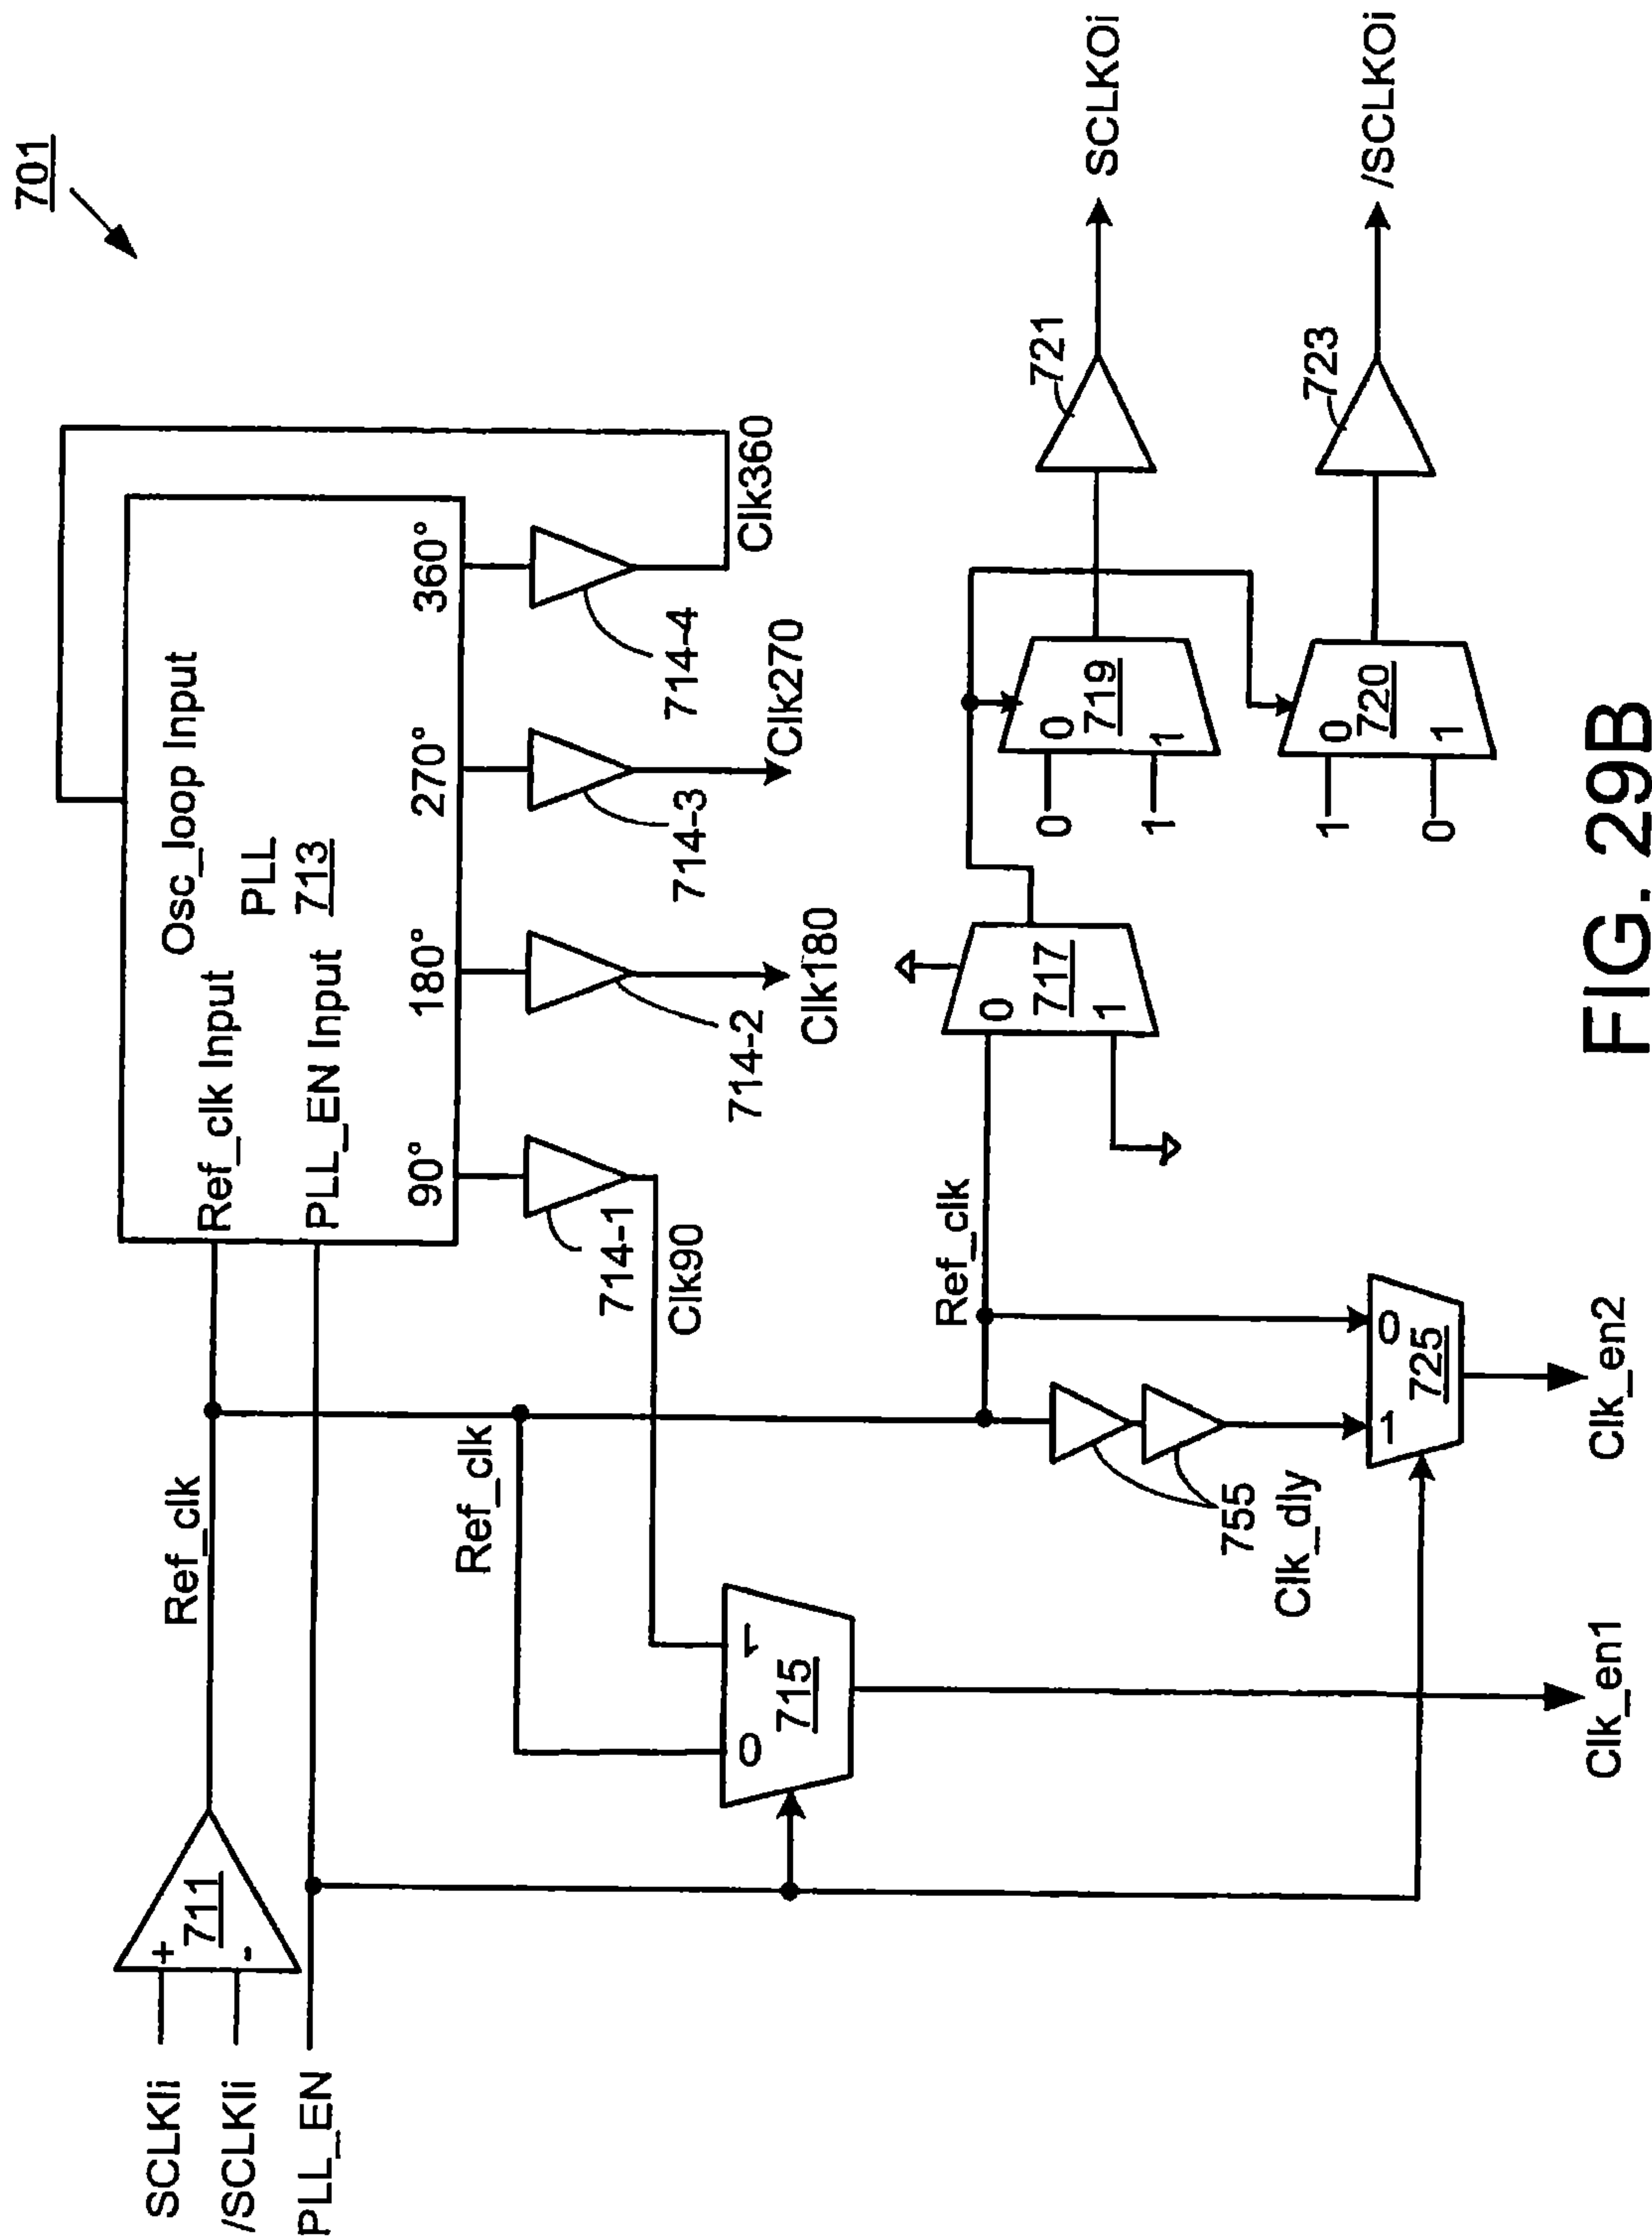 701
SCLKIi
/SCLKIi
PLL_EN
+
-
711
Ref_clk
Ref_clk Input
Osc_loop Input
PLL
713
PLL_EN Input
90°
180°
270°
360°
714-1
714-2
714-3
714-4
Clk90
Clk180
Clk270
Clk360
Ref_clk
0
1
715
Ref_clk
755
Clk_dly
1
0
725
0
1
717
0
1
0
1
719
1
0
0
1
720
721
723
SCLKOi
/SCLKOi
Clk_en1
Clk_en2
FIG. 29B